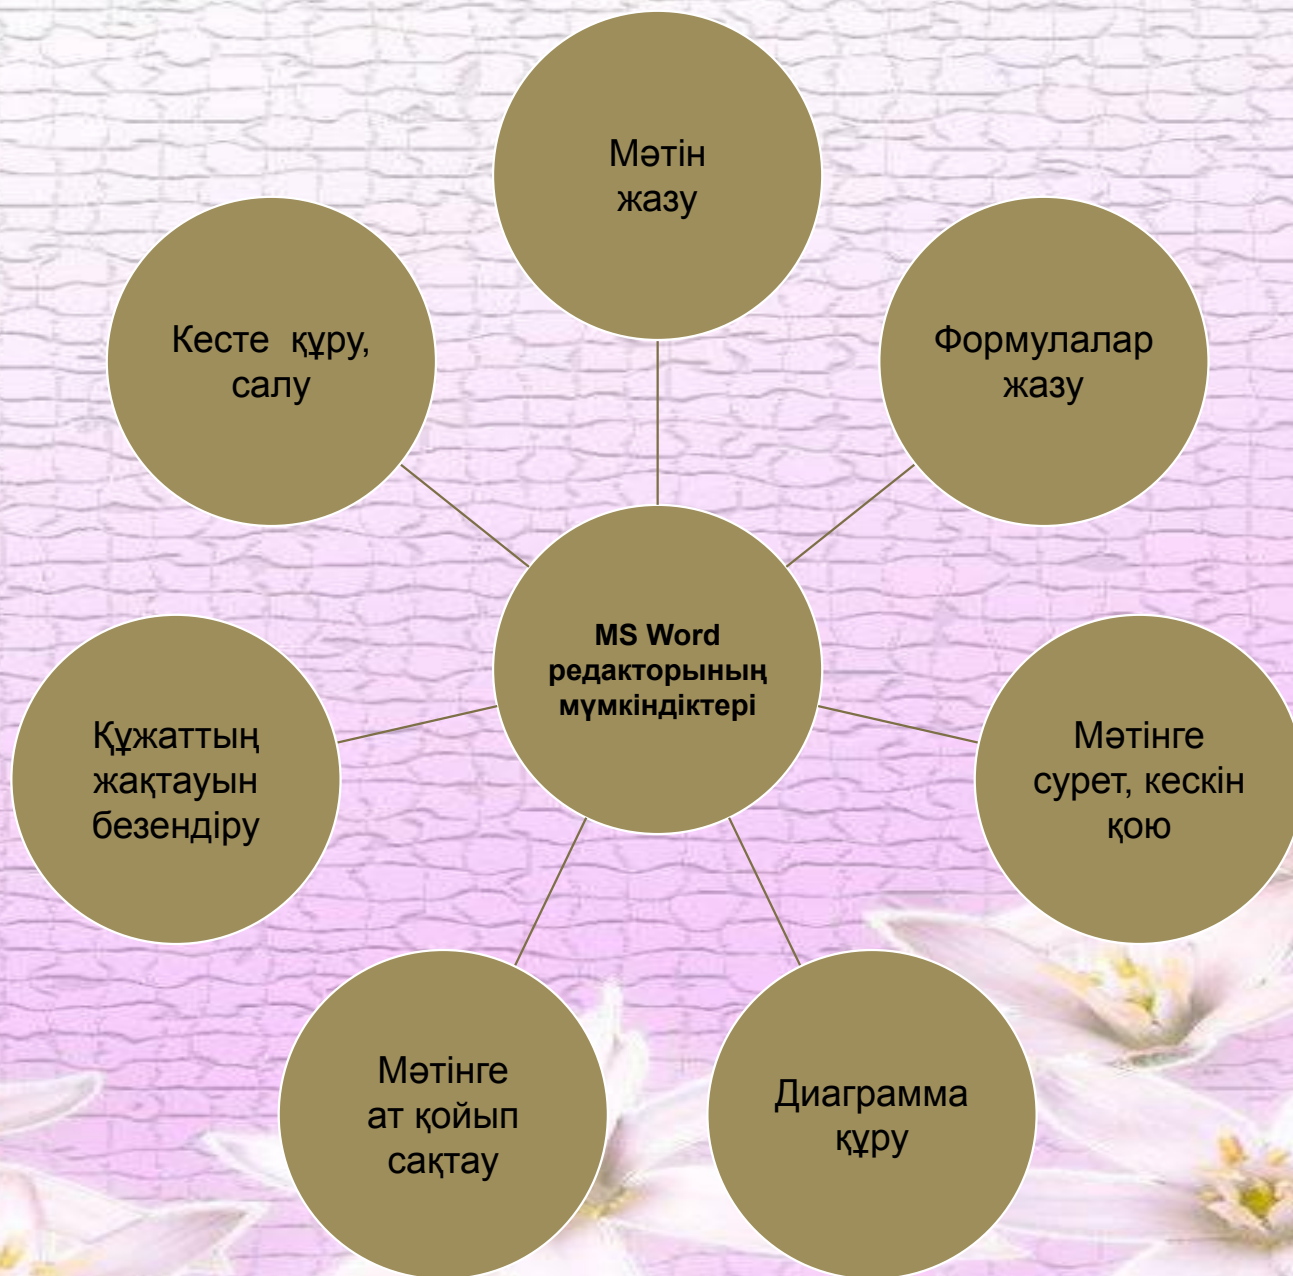 Мәтін
жазу
Кесте  құру,
салу
Формулалар
жазу
MS Word
редакторының
мүмкіндіктері
Құжаттың
жақтауын
безендіру
Мәтінге
сурет, кескін
қою
Мәтінге
ат қойып
сақтау
Диаграмма
құру